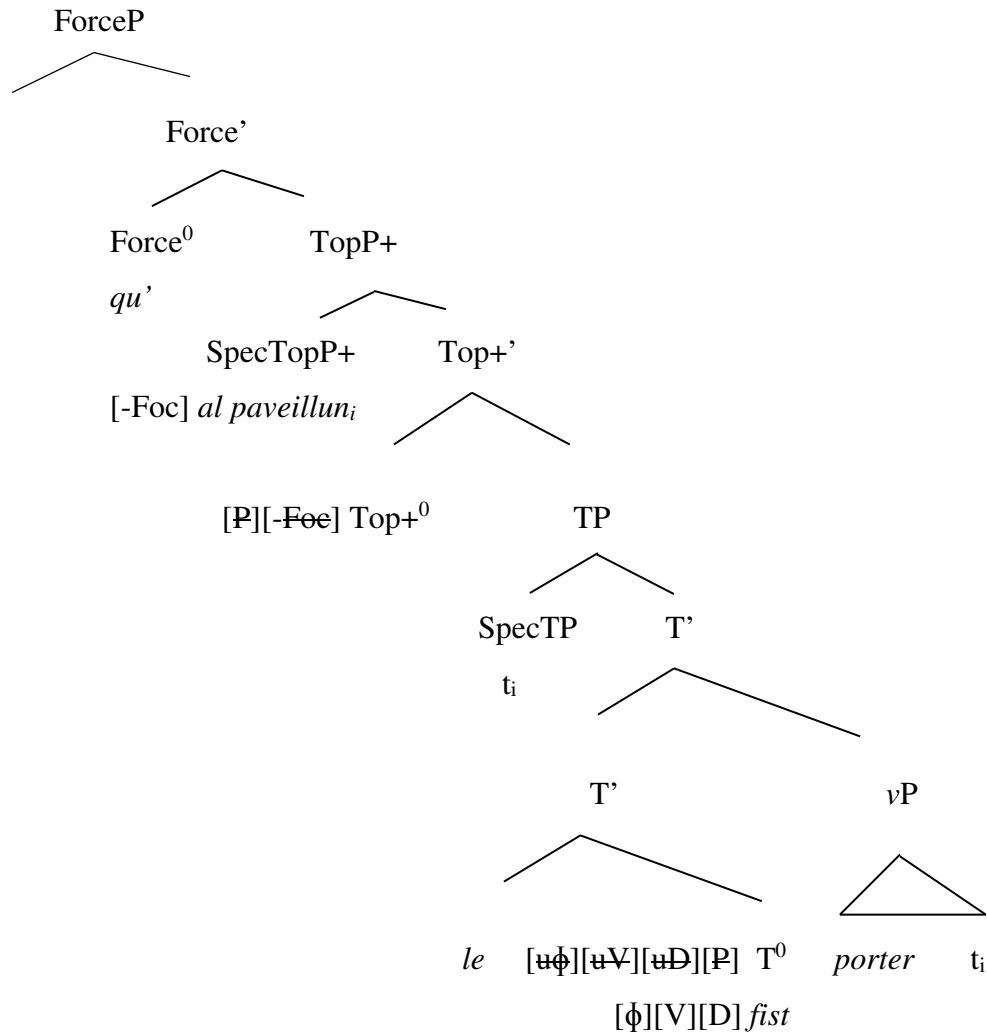 ForceP
Force’
Force⁰ TopP+
qu’
SpecTopP+ Top+’
[-Foc] al paveilluni
[P][-Foc] Top+⁰ TP
SpecTP T’
ti
T’ vP
le [uϕ][uV][uD][P] T⁰ porter ti
[ϕ][V][D] fist